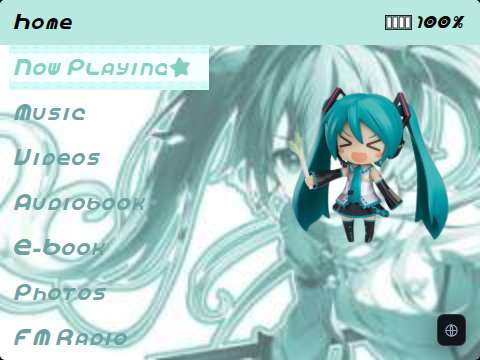 Home 100%
Now Playing
Music
Videos
Audiobook
E-Book
Photos
FM Radio